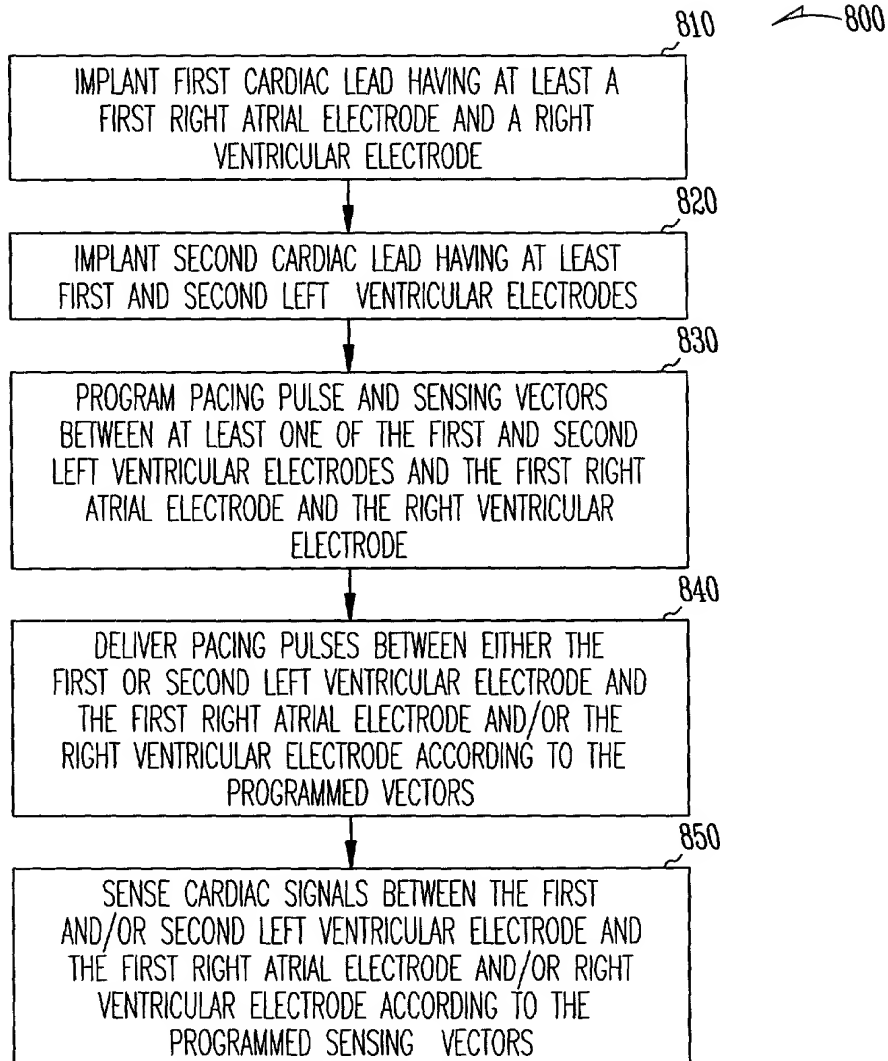 800
810
IMPLANT FIRST CARDIAC LEAD HAVING AT LEAST A
FIRST RIGHT ATRIAL ELECTRODE AND A RIGHT
VENTRICULAR ELECTRODE
820
IMPLANT SECOND CARDIAC LEAD HAVING AT LEAST
FIRST AND SECOND LEFT VENTRICULAR ELECTRODES
830
PROGRAM PACING PULSE AND SENSING VECTORS
BETWEEN AT LEAST ONE OF THE FIRST AND SECOND
LEFT VENTRICULAR ELECTRODES AND THE FIRST RIGHT
ATRIAL ELECTRODE AND THE RIGHT VENTRICULAR
ELECTRODE
840
DELIVER PACING PULSES BETWEEN EITHER THE
FIRST OR SECOND LEFT VENTRICULAR ELECTRODE AND
THE FIRST RIGHT ATRIAL ELECTRODE AND/OR THE
RIGHT VENTRICULAR ELECTRODE ACCORDING TO THE
PROGRAMMED VECTORS
850
SENSE CARDIAC SIGNALS BETWEEN THE FIRST
AND/OR SECOND LEFT VENTRICULAR ELECTRODE AND
THE FIRST RIGHT ATRIAL ELECTRODE AND/OR RIGHT
VENTRICULAR ELECTRODE ACCORDING TO THE
PROGRAMMED SENSING VECTORS